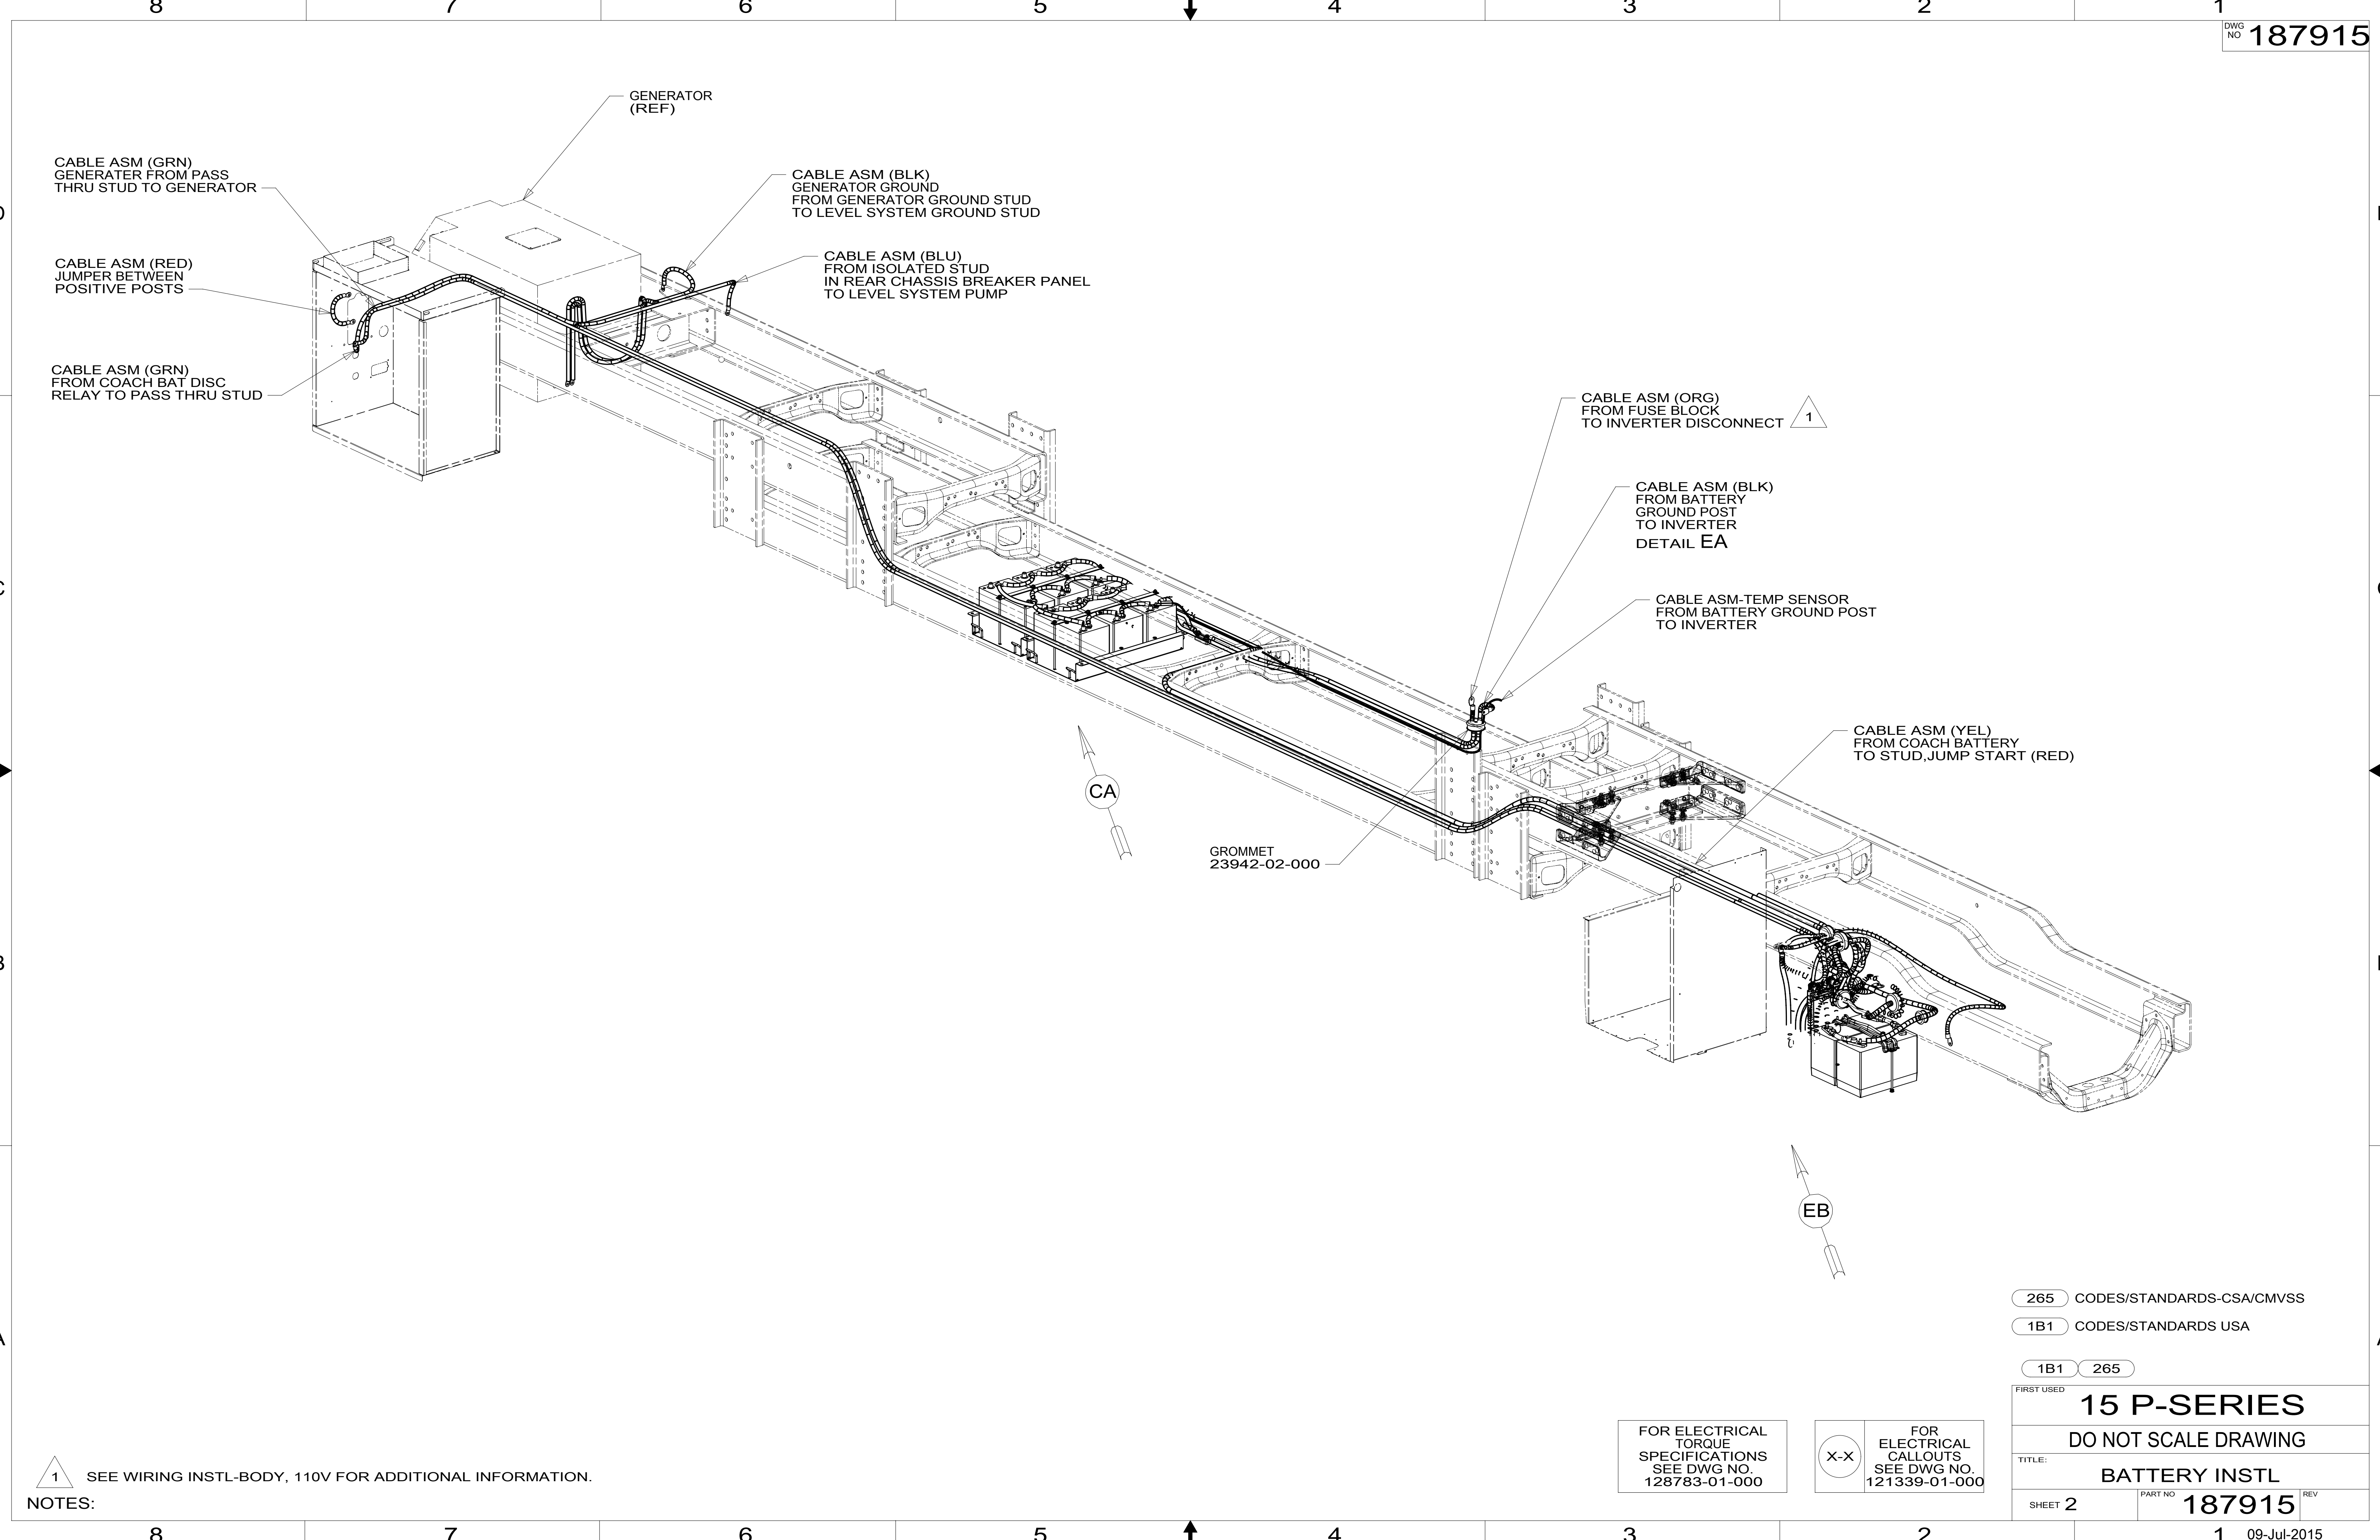 8 7 6 5 4 3 2 1
DWG
NO 187915
GENERATOR
(REF)
CABLE ASM (GRN)
GENERATER FROM PASS
THRU STUD TO GENERATOR
CABLE ASM (BLK)
GENERATOR GROUND
FROM GENERATOR GROUND STUD
TO LEVEL SYSTEM GROUND STUD
CABLE ASM (RED)
JUMPER BETWEEN
POSITIVE POSTS
CABLE ASM (BLU)
FROM ISOLATED STUD
IN REAR CHASSIS BREAKER PANEL
TO LEVEL SYSTEM PUMP
CABLE ASM (GRN)
FROM COACH BAT DISC
RELAY TO PASS THRU STUD
CABLE ASM (ORG)
FROM FUSE BLOCK
TO INVERTER DISCONNECT 1
CABLE ASM (BLK)
FROM BATTERY
GROUND POST
TO INVERTER
DETAIL EA
CABLE ASM-TEMP SENSOR
FROM BATTERY GROUND POST
TO INVERTER
CABLE ASM (YEL)
FROM COACH BATTERY
TO STUD,JUMP START (RED)
CA
GROMMET
23942-02-000
EB
265 CODES/STANDARDS-CSA/CMVSS
1B1 CODES/STANDARDS USA
1B1 265
FIRST USED
15 P-SERIES
DO NOT SCALE DRAWING
TITLE:
BATTERY INSTL
SHEET 2
PART NO 187915 REV
FOR ELECTRICAL
TORQUE
SPECIFICATIONS
SEE DWG NO.
128783-01-000
X-X
FOR
ELECTRICAL
CALLOUTS
SEE DWG NO.
121339-01-000
1 SEE WIRING INSTL-BODY, 110V FOR ADDITIONAL INFORMATION.
NOTES:
8 7 6 5 4 3 2 1
09-Jul-2015